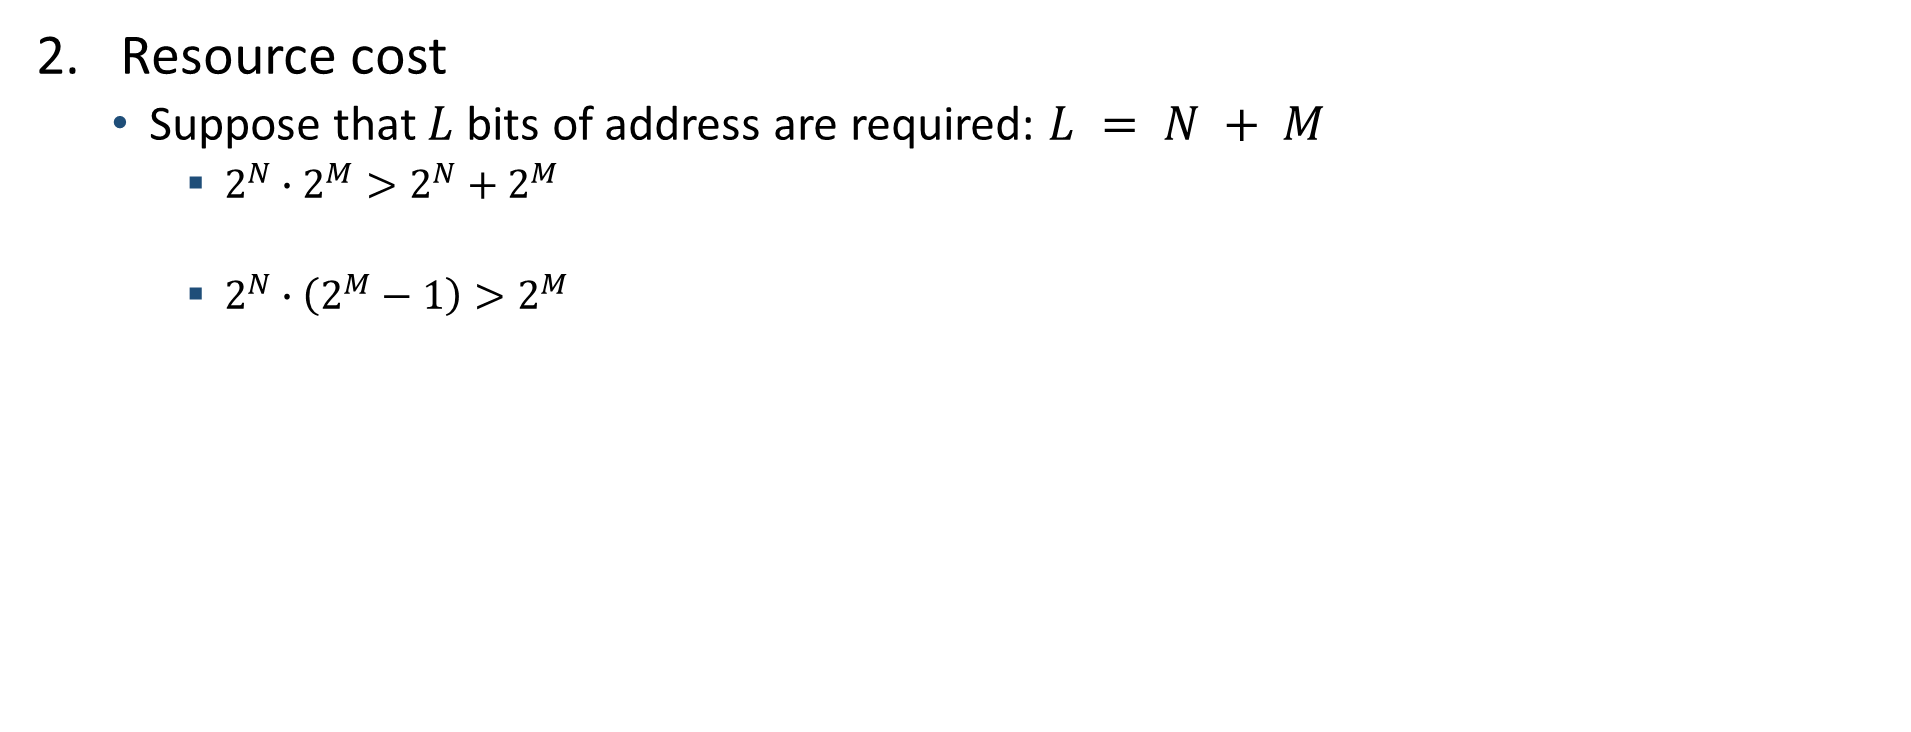 2. Resource cost
• Suppose that L bits of address are required: L = N + M
▪ 2^N · 2^M > 2^N + 2^M
▪ 2^N · (2^M − 1) > 2^M